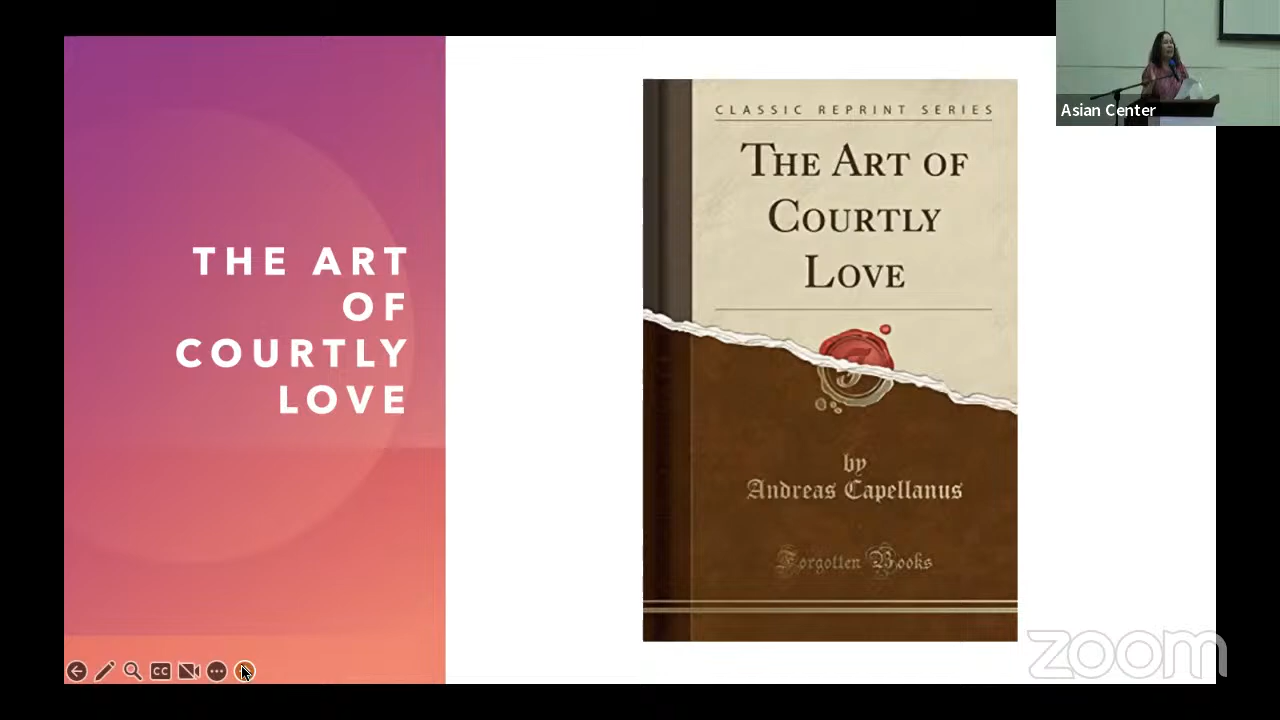 THE ART
OF
COURTLY
LOVE
CLASSIC REPRINT SERIES
THE ART OF
COURTLY
LOVE
F
by
Andreas Capellanus
Forgotten Books
Asian Center
CC
zoom